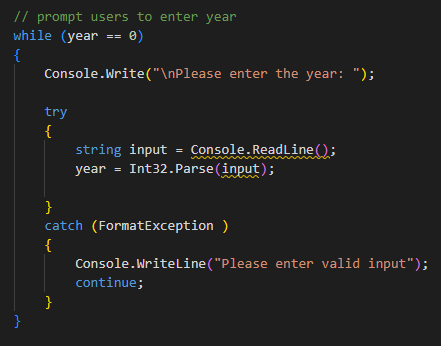 // prompt users to enter year
while (year == 0)
{
    Console.Write("\nPlease enter the year: ");
    try
    {
        string input = Console.ReadLine();
        year = Int32.Parse(input);
    }
    catch (FormatException )
    {
        Console.WriteLine("Please enter valid input");
        continue;
    }
}